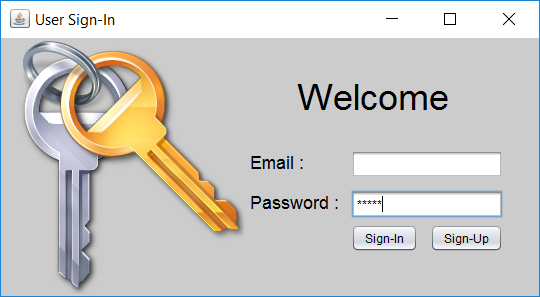 User Sign-In
Welcome
Email :
Password : *****
Sign-In Sign-Up